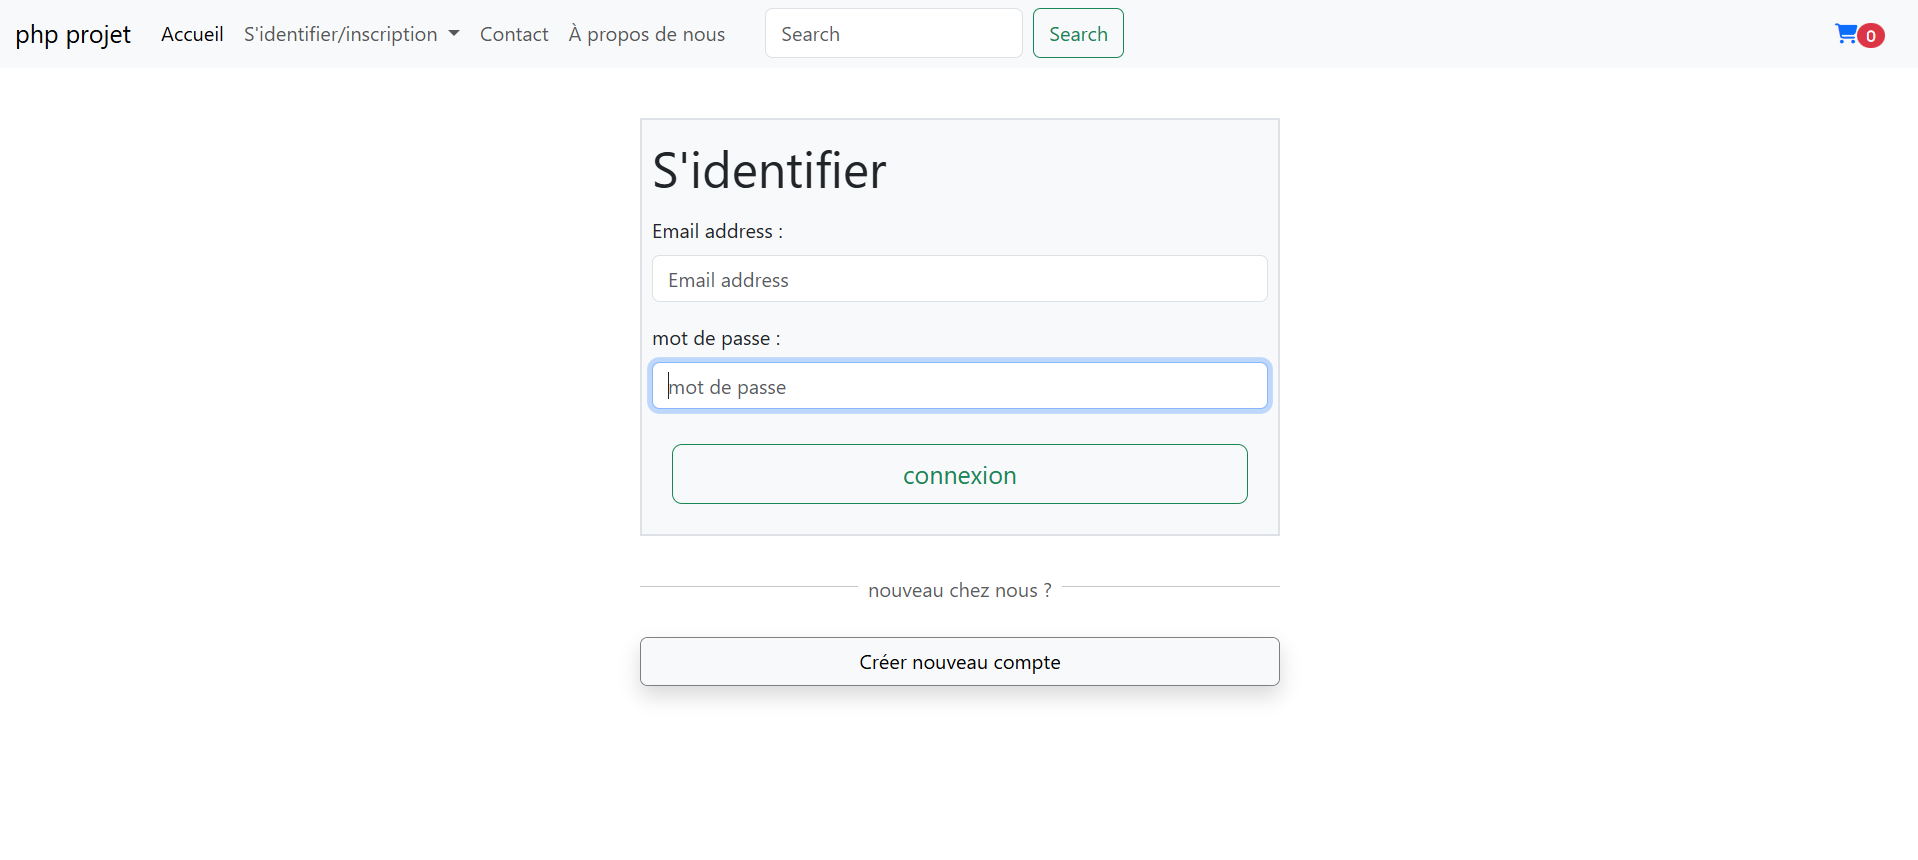 php projet Accueil S'identifier/inscription Contact À propos de nous Search Search 0
S'identifier
Email address :
Email address
mot de passe :
mot de passe
connexion
nouveau chez nous ?
Créer nouveau compte